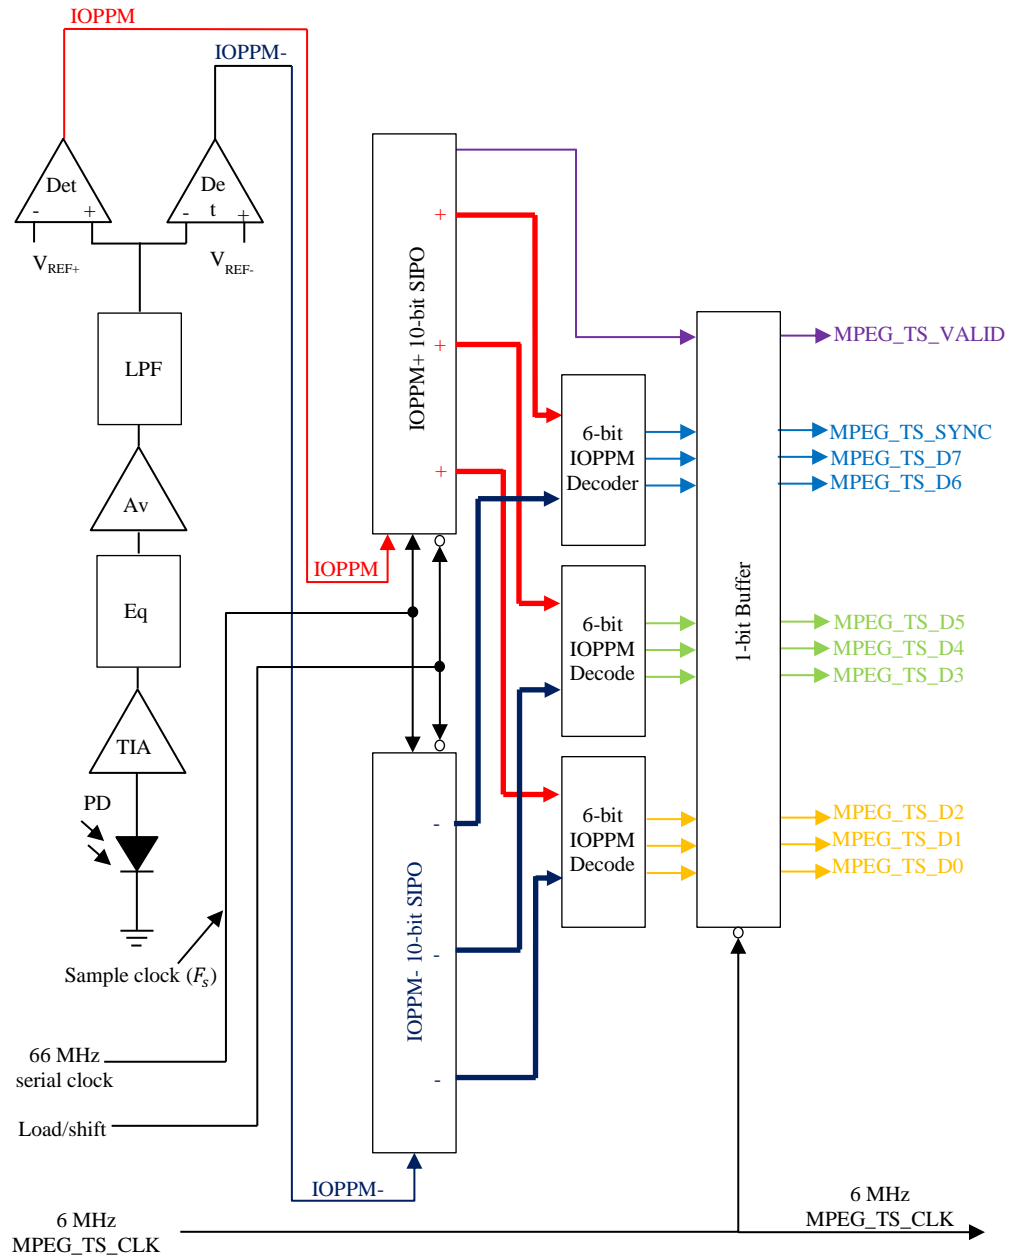 IOPPM
IOPPM-
Det
- +
De
t
- +
VREF+
VREF-
LPF
Av
Eq
TIA
PD
Sample clock (Fs)
66 MHz
serial clock
Load/shift
6 MHz
MPEG_TS_CLK
IOPPM
IOPPM-
IOPPM+ 10-bit SIPO
+
+
+
IOPPM- 10-bit SIPO
-
-
-
6-bit
IOPPM
Decoder
6-bit
IOPPM
Decode
6-bit
IOPPM
Decode
1-bit Buffer
MPEG_TS_VALID
MPEG_TS_SYNC
MPEG_TS_D7
MPEG_TS_D6
MPEG_TS_D5
MPEG_TS_D4
MPEG_TS_D3
MPEG_TS_D2
MPEG_TS_D1
MPEG_TS_D0
6 MHz
MPEG_TS_CLK